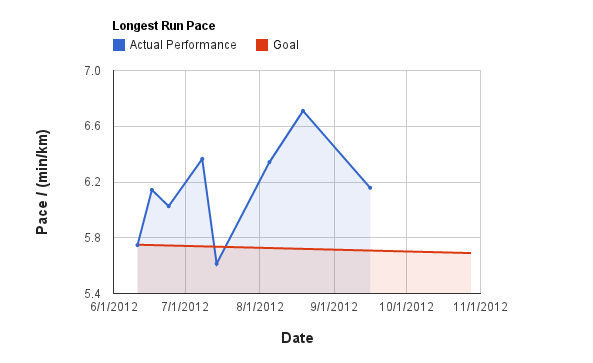 Longest Run Pace
Actual Performance Goal
7.0
6.6
6.2
5.8
5.4
Pace / (min/km)
6/1/2012 7/1/2012 8/1/2012 9/1/2012 10/1/2012 11/1/2012
Date